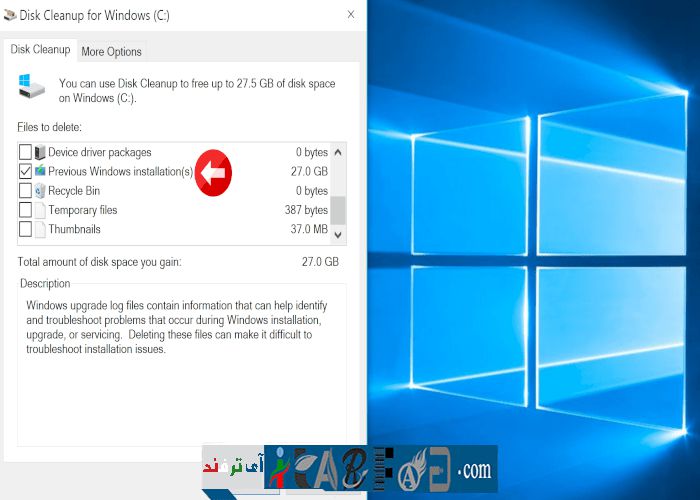 Disk Cleanup for Windows (C:)
Disk Cleanup
More Options
You can use Disk Cleanup to free up to 27.5 GB of disk space
on Windows (C:).
Files to delete:
Device driver packages 0 bytes
Previous Windows installation(s) 27.0 GB
Recycle Bin 0 bytes
Temporary files 387 bytes
Thumbnails 37.0 MB
Total amount of disk space you gain: 27.0 GB
Description
Windows upgrade log files contain information that can help identify
and troubleshoot problems that occur during Windows installation,
upgrade, or servicing. Deleting these files can make it difficult to
troubleshoot installation issues.
آی ترفند
.com